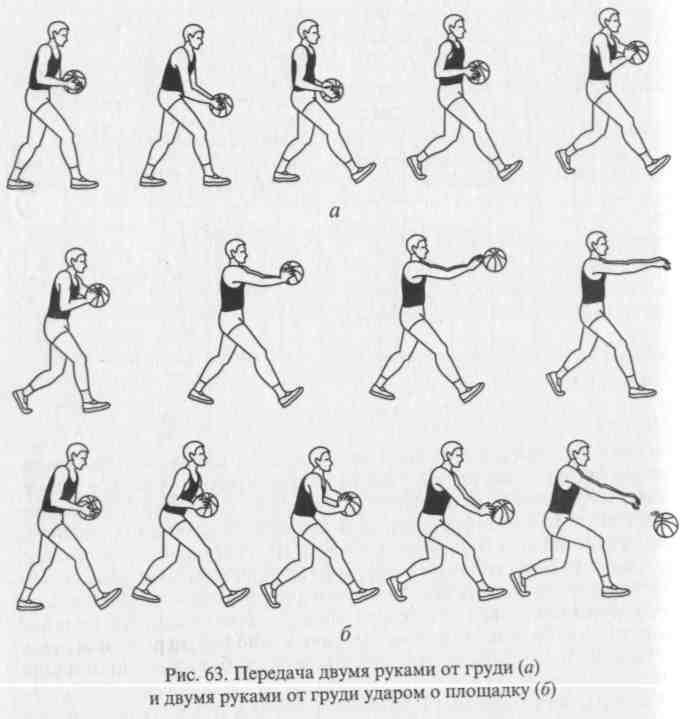 а
б
Рис. 63. Передача двумя руками от груди (а)
и двумя руками от груди ударом о площадку (б)